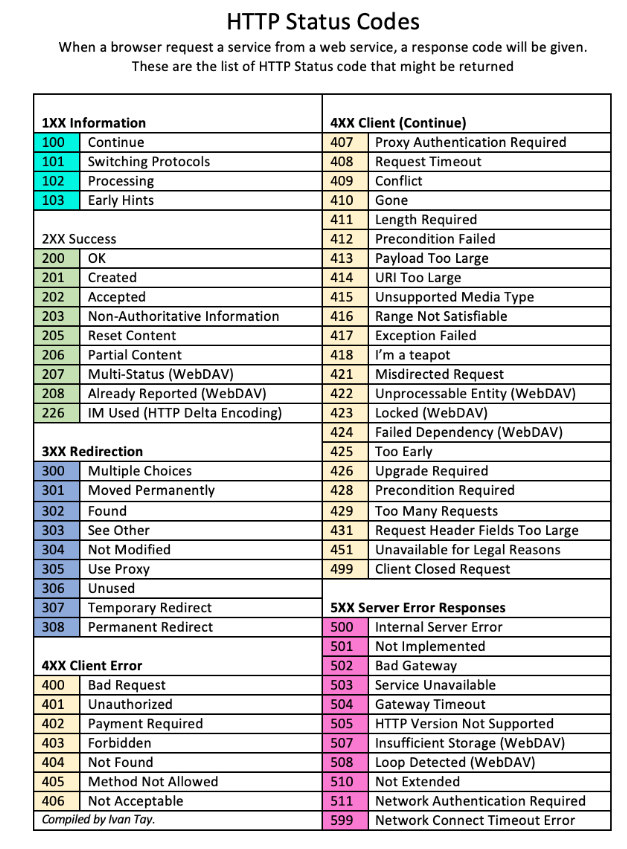 HTTP Status Codes
When a browser request a service from a web service, a response code will be given.
These are the list of HTTP Status code that might be returned
1XX Information
100 Continue
101 Switching Protocols
102 Processing
103 Early Hints
2XX Success
200 OK
201 Created
202 Accepted
203 Non-Authoritative Information
205 Reset Content
206 Partial Content
207 Multi-Status (WebDAV)
208 Already Reported (WebDAV)
226 IM Used (HTTP Delta Encoding)
3XX Redirection
300 Multiple Choices
301 Moved Permanently
302 Found
303 See Other
304 Not Modified
305 Use Proxy
306 Unused
307 Temporary Redirect
308 Permanent Redirect
4XX Client Error
400 Bad Request
401 Unauthorized
402 Payment Required
403 Forbidden
404 Not Found
405 Method Not Allowed
406 Not Acceptable
Compiled by Ivan Tay.
4XX Client (Continue)
407 Proxy Authentication Required
408 Request Timeout
409 Conflict
410 Gone
411 Length Required
412 Precondition Failed
413 Payload Too Large
414 URI Too Large
415 Unsupported Media Type
416 Range Not Satisfiable
417 Exception Failed
418 I'm a teapot
421 Misdirected Request
422 Unprocessable Entity (WebDAV)
423 Locked (WebDAV)
424 Failed Dependency (WebDAV)
425 Too Early
426 Upgrade Required
428 Precondition Required
429 Too Many Requests
431 Request Header Fields Too Large
451 Unavailable for Legal Reasons
499 Client Closed Request
5XX Server Error Responses
500 Internal Server Error
501 Not Implemented
502 Bad Gateway
503 Service Unavailable
504 Gateway Timeout
505 HTTP Version Not Supported
507 Insufficient Storage (WebDAV)
508 Loop Detected (WebDAV)
510 Not Extended
511 Network Authentication Required
599 Network Connect Timeout Error